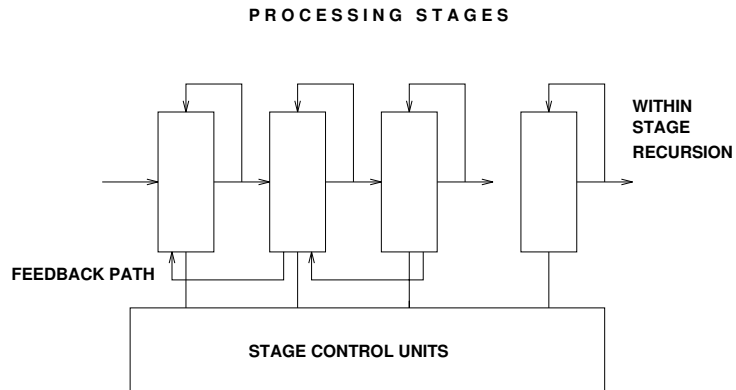 PROCESSING STAGES
WITHIN
STAGE
RECURSION
FEEDBACK PATH
STAGE CONTROL UNITS